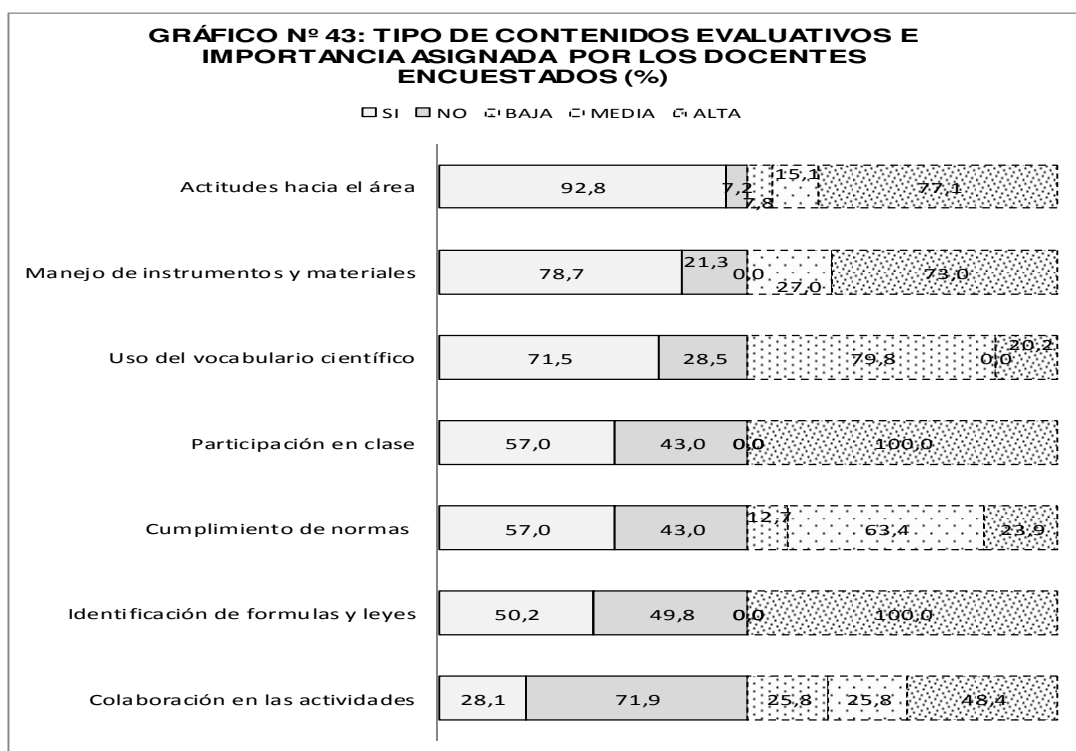 GRÁFICO Nº 43: TIPO DE CONTENIDOS EVALUATIVOS E
IMPORTANCIA ASIGNADA POR LOS DOCENTES
ENCUESTADOS (%)
SI NO BAJA MEDIA ALTA
Actitudes hacia el área 92,8 7,2 7,8 15,1 77,1
Manejo de instrumentos y materiales 78,7 21,3 0,0 27,0 73,0
Uso del vocabulario científico 71,5 28,5 79,8 0,0 20,2
Participación en clase 57,0 43,0 0,0 0,0 100,0
Cumplimiento de normas 57,0 43,0 12,7 63,4 23,9
Identificación de formulas y leyes 50,2 49,8 0,0 0,0 100,0
Colaboración en las actividades 28,1 71,9 25,8 25,8 48,4